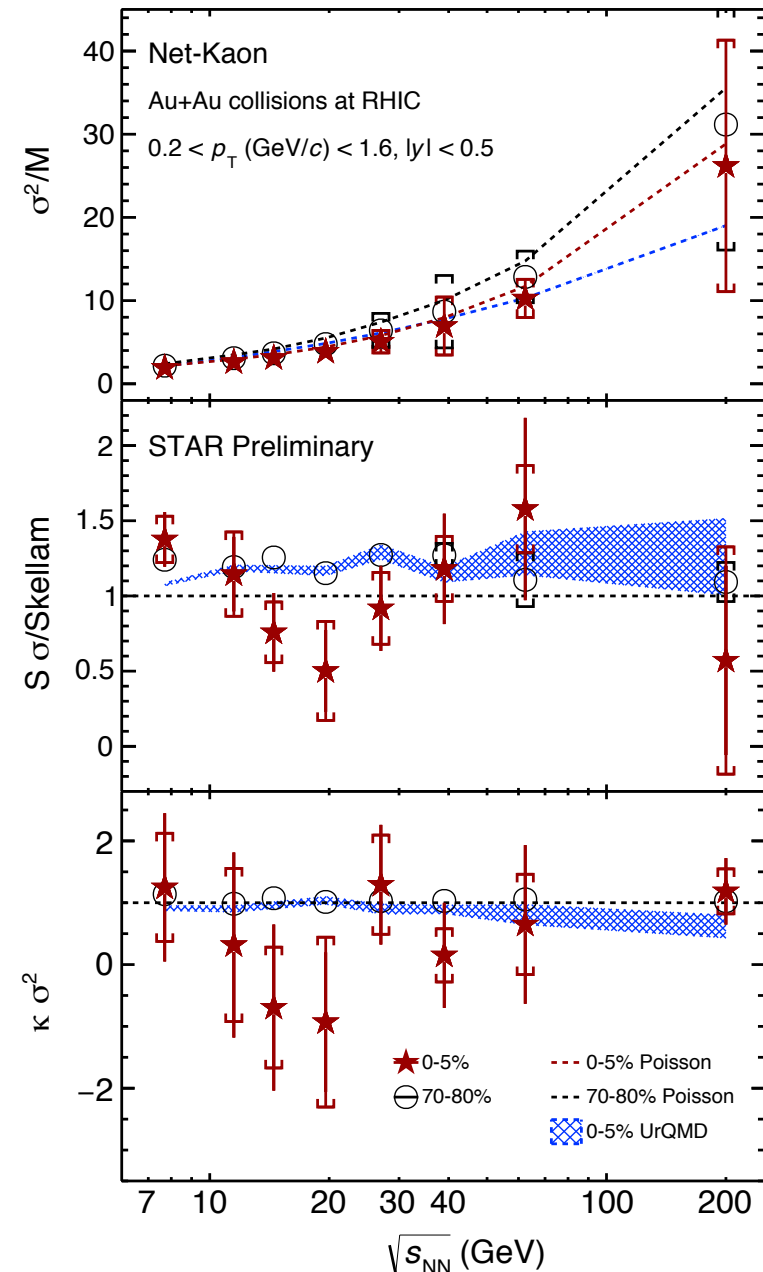 Net-Kaon
Au+Au collisions at RHIC
0.2 < p_T (GeV/c) < 1.6, |y| < 0.5
σ²/M
40
30
20
10
0
STAR Preliminary
S σ/Skellam
2
1.5
1
0.5
0
κ σ²
2
0
−2
0-5%
0-5% Poisson
70-80%
70-80% Poisson
0-5% UrQMD
7 10 20 30 40 100 200
√s_NN (GeV)